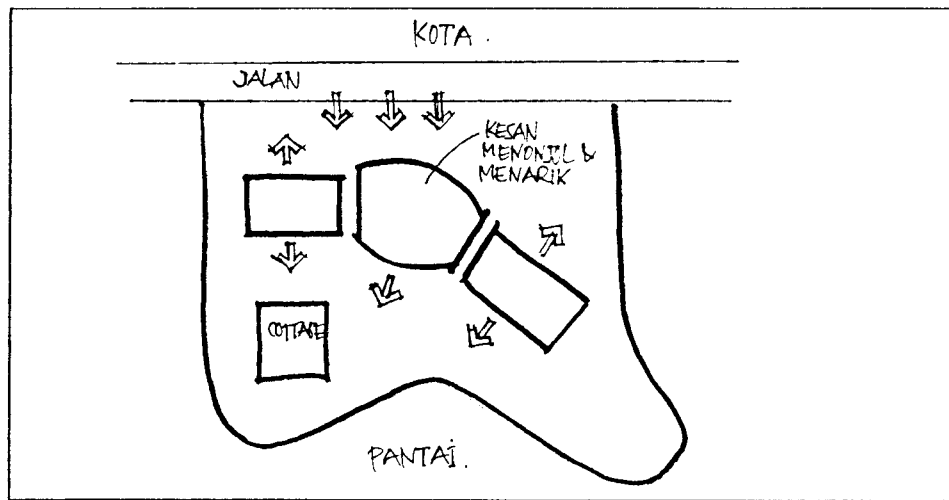 KOTA.
JALAN
KESAN
MENONJOL &
MENARIK
COTTAGE
PANTAI.